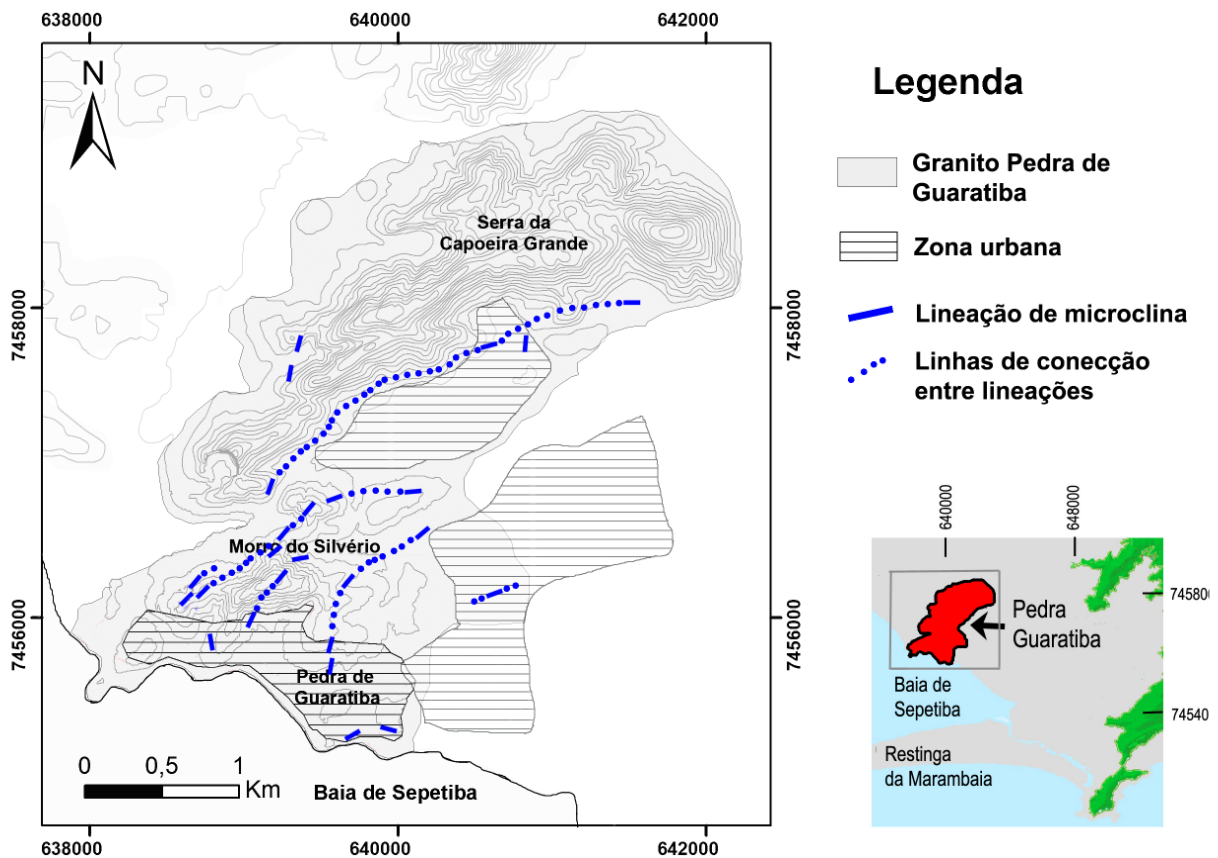 638000
640000
642000
N
Legenda
Granito Pedra de
Guaratiba
Serra da
Capoeira Grande
Zona urbana
7458000
7458000
Lineação de microclina
Linhas de conecção
entre lineações
640000
648000
Morro do Silvério
745800
Pedra
Guaratiba
7456000
7456000
Pedra de
Guaratiba
Baia de
Sepetiba
74540
0
0,5
1
Km
Baia de Sepetiba
Restinga
da Marambaia
638000
640000
642000